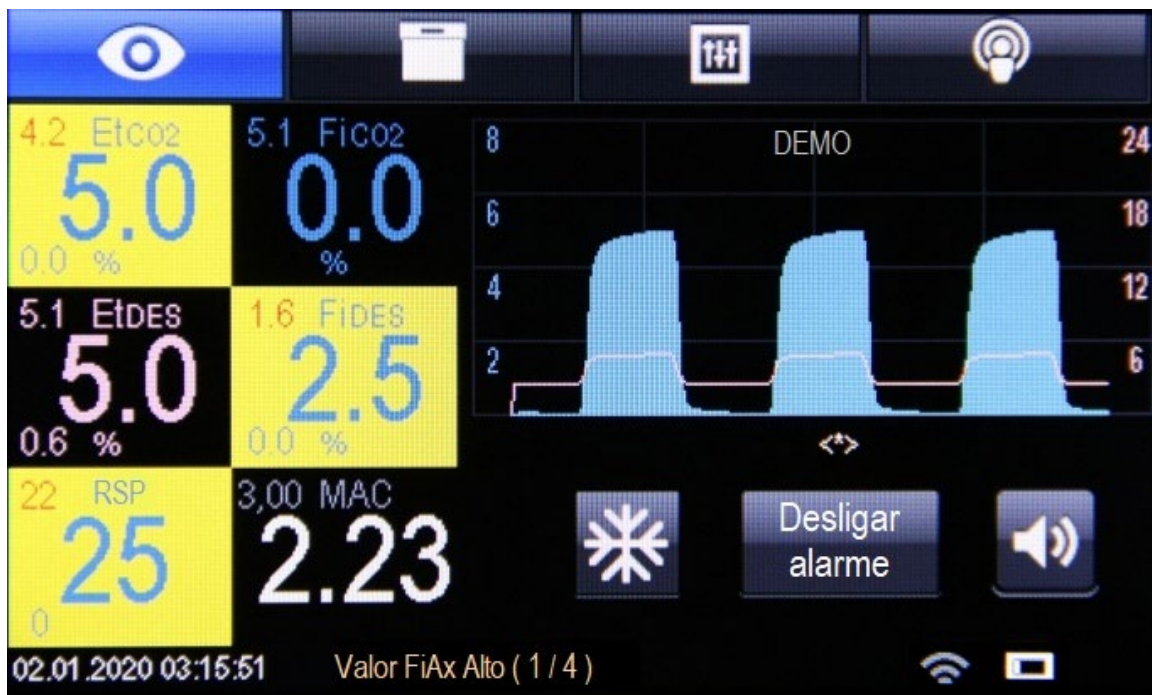 4.2 EtCO2
5.0
0.0 %
5.1 FiCO2
0.0
%
5.1 EtDES
5.0
0.6 %
1.6 FiDES
2.5
0.0 %
22 RSP
25
0
3,00 MAC
2.23
DEMO
8
6
4
2
24
18
12
6
<*>
Desligar
alarme
02.01.2020 03:15:51
Valor FiAx Alto ( 1 / 4 )